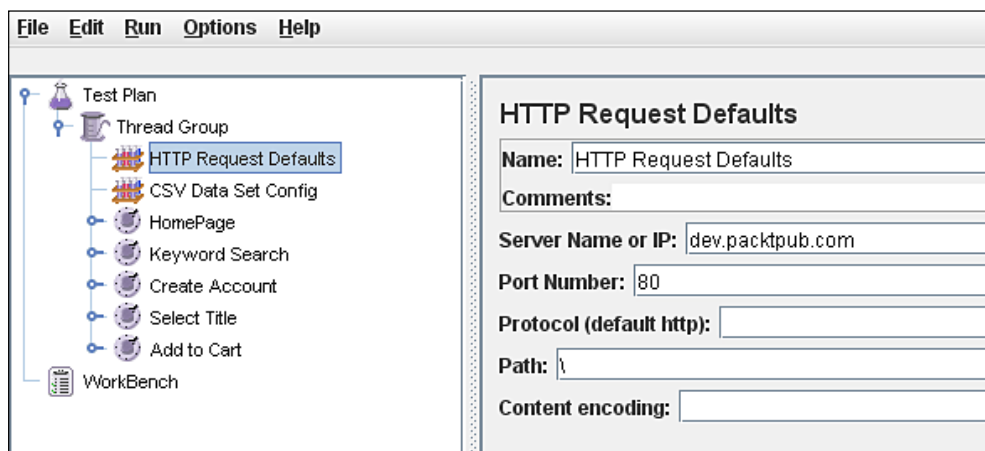 File Edit Run Options Help
Test Plan
Thread Group
HTTP Request Defaults
CSV Data Set Config
HomePage
Keyword Search
Create Account
Select Title
Add to Cart
WorkBench
HTTP Request Defaults
Name: HTTP Request Defaults
Comments:
Server Name or IP: dev.packtpub.com
Port Number: 80
Protocol (default http):
Path: \
Content encoding: